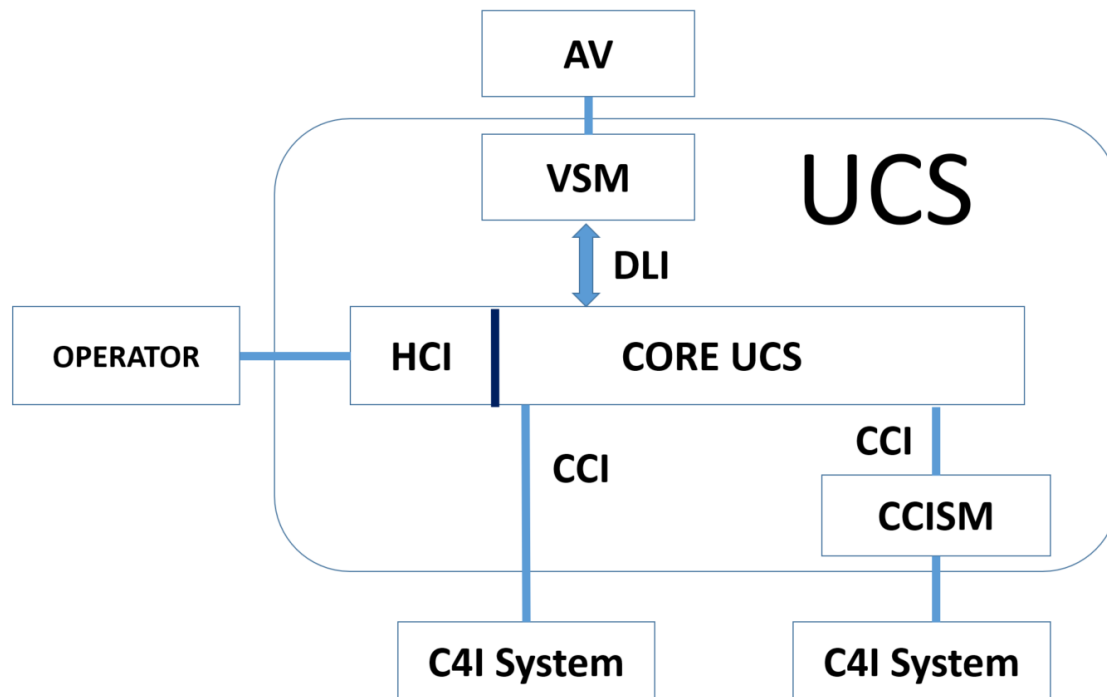 AV
VSM
UCS
DLI
OPERATOR
HCI
CORE UCS
CCI
CCI
CCISM
C4I System
C4I System